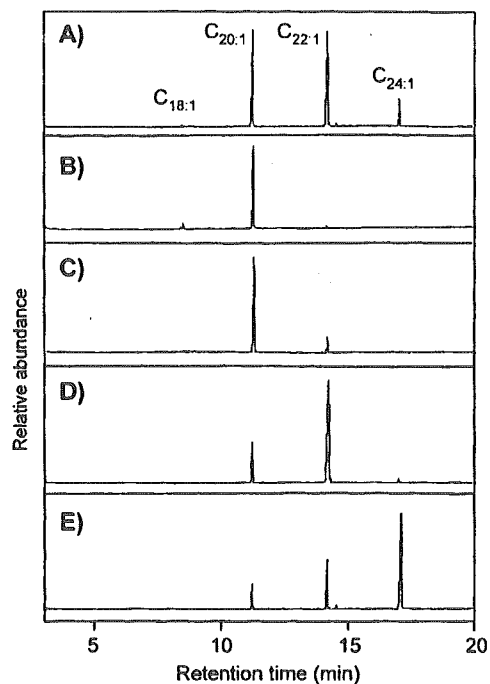 A)
C18:1
C20:1
C22:1
C24:1
B)
C)
D)
E)
Relative abundance
5 10 15 20
Retention time (min)